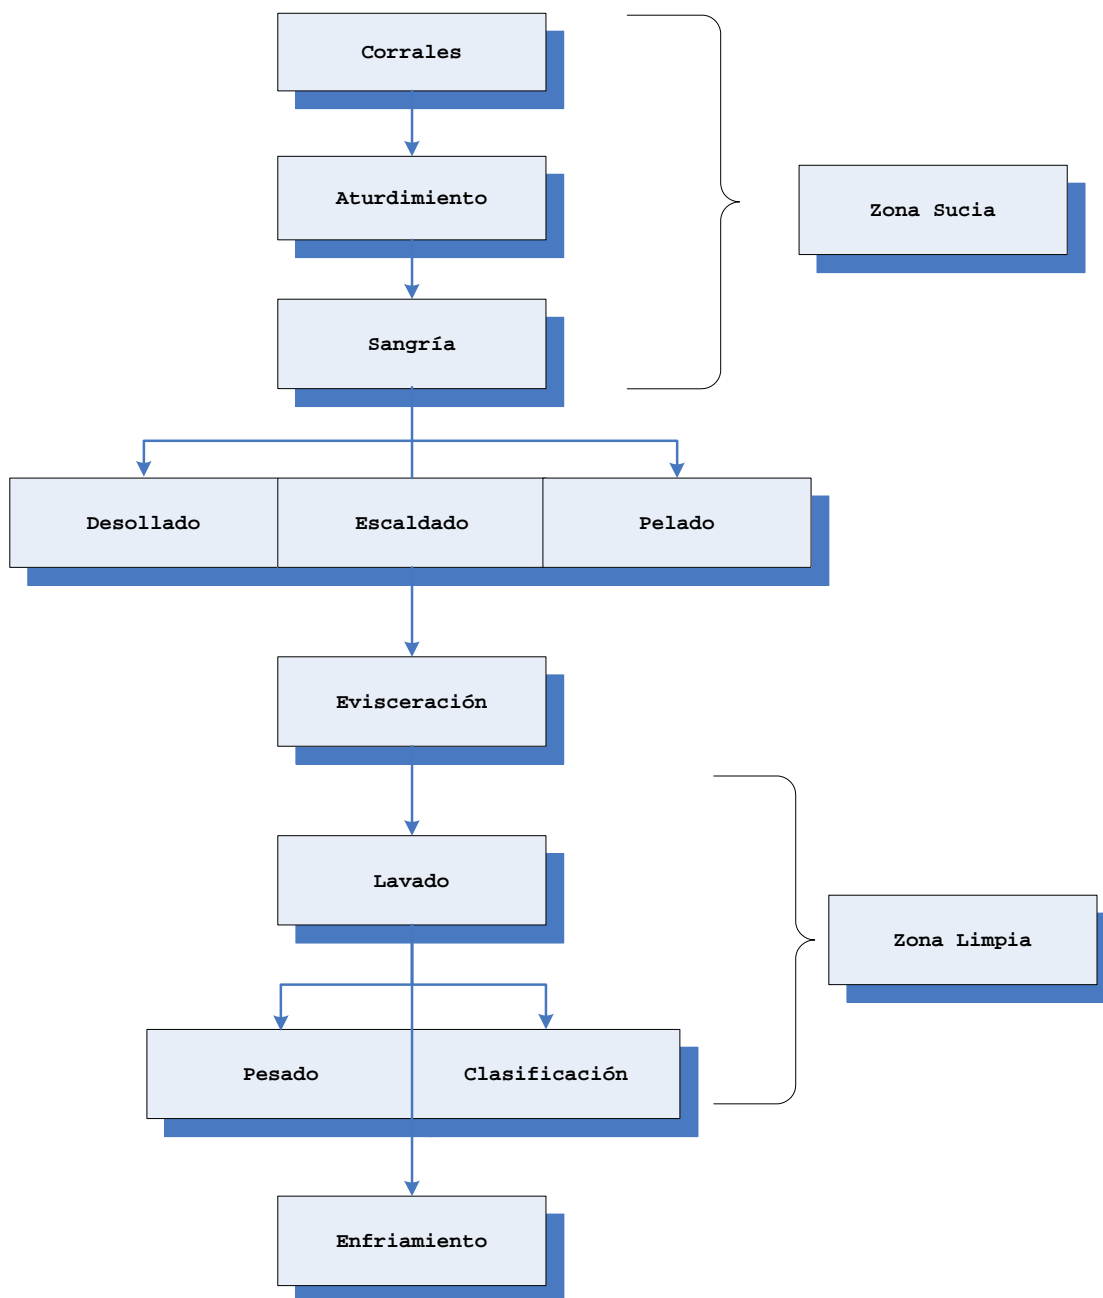 Corrales
Aturdimiento
Zona Sucia
Sangría
Desollado
Escaldado
Pelado
Evisceración
Lavado
Zona Limpia
Pesado
Clasificación
Enfriamiento